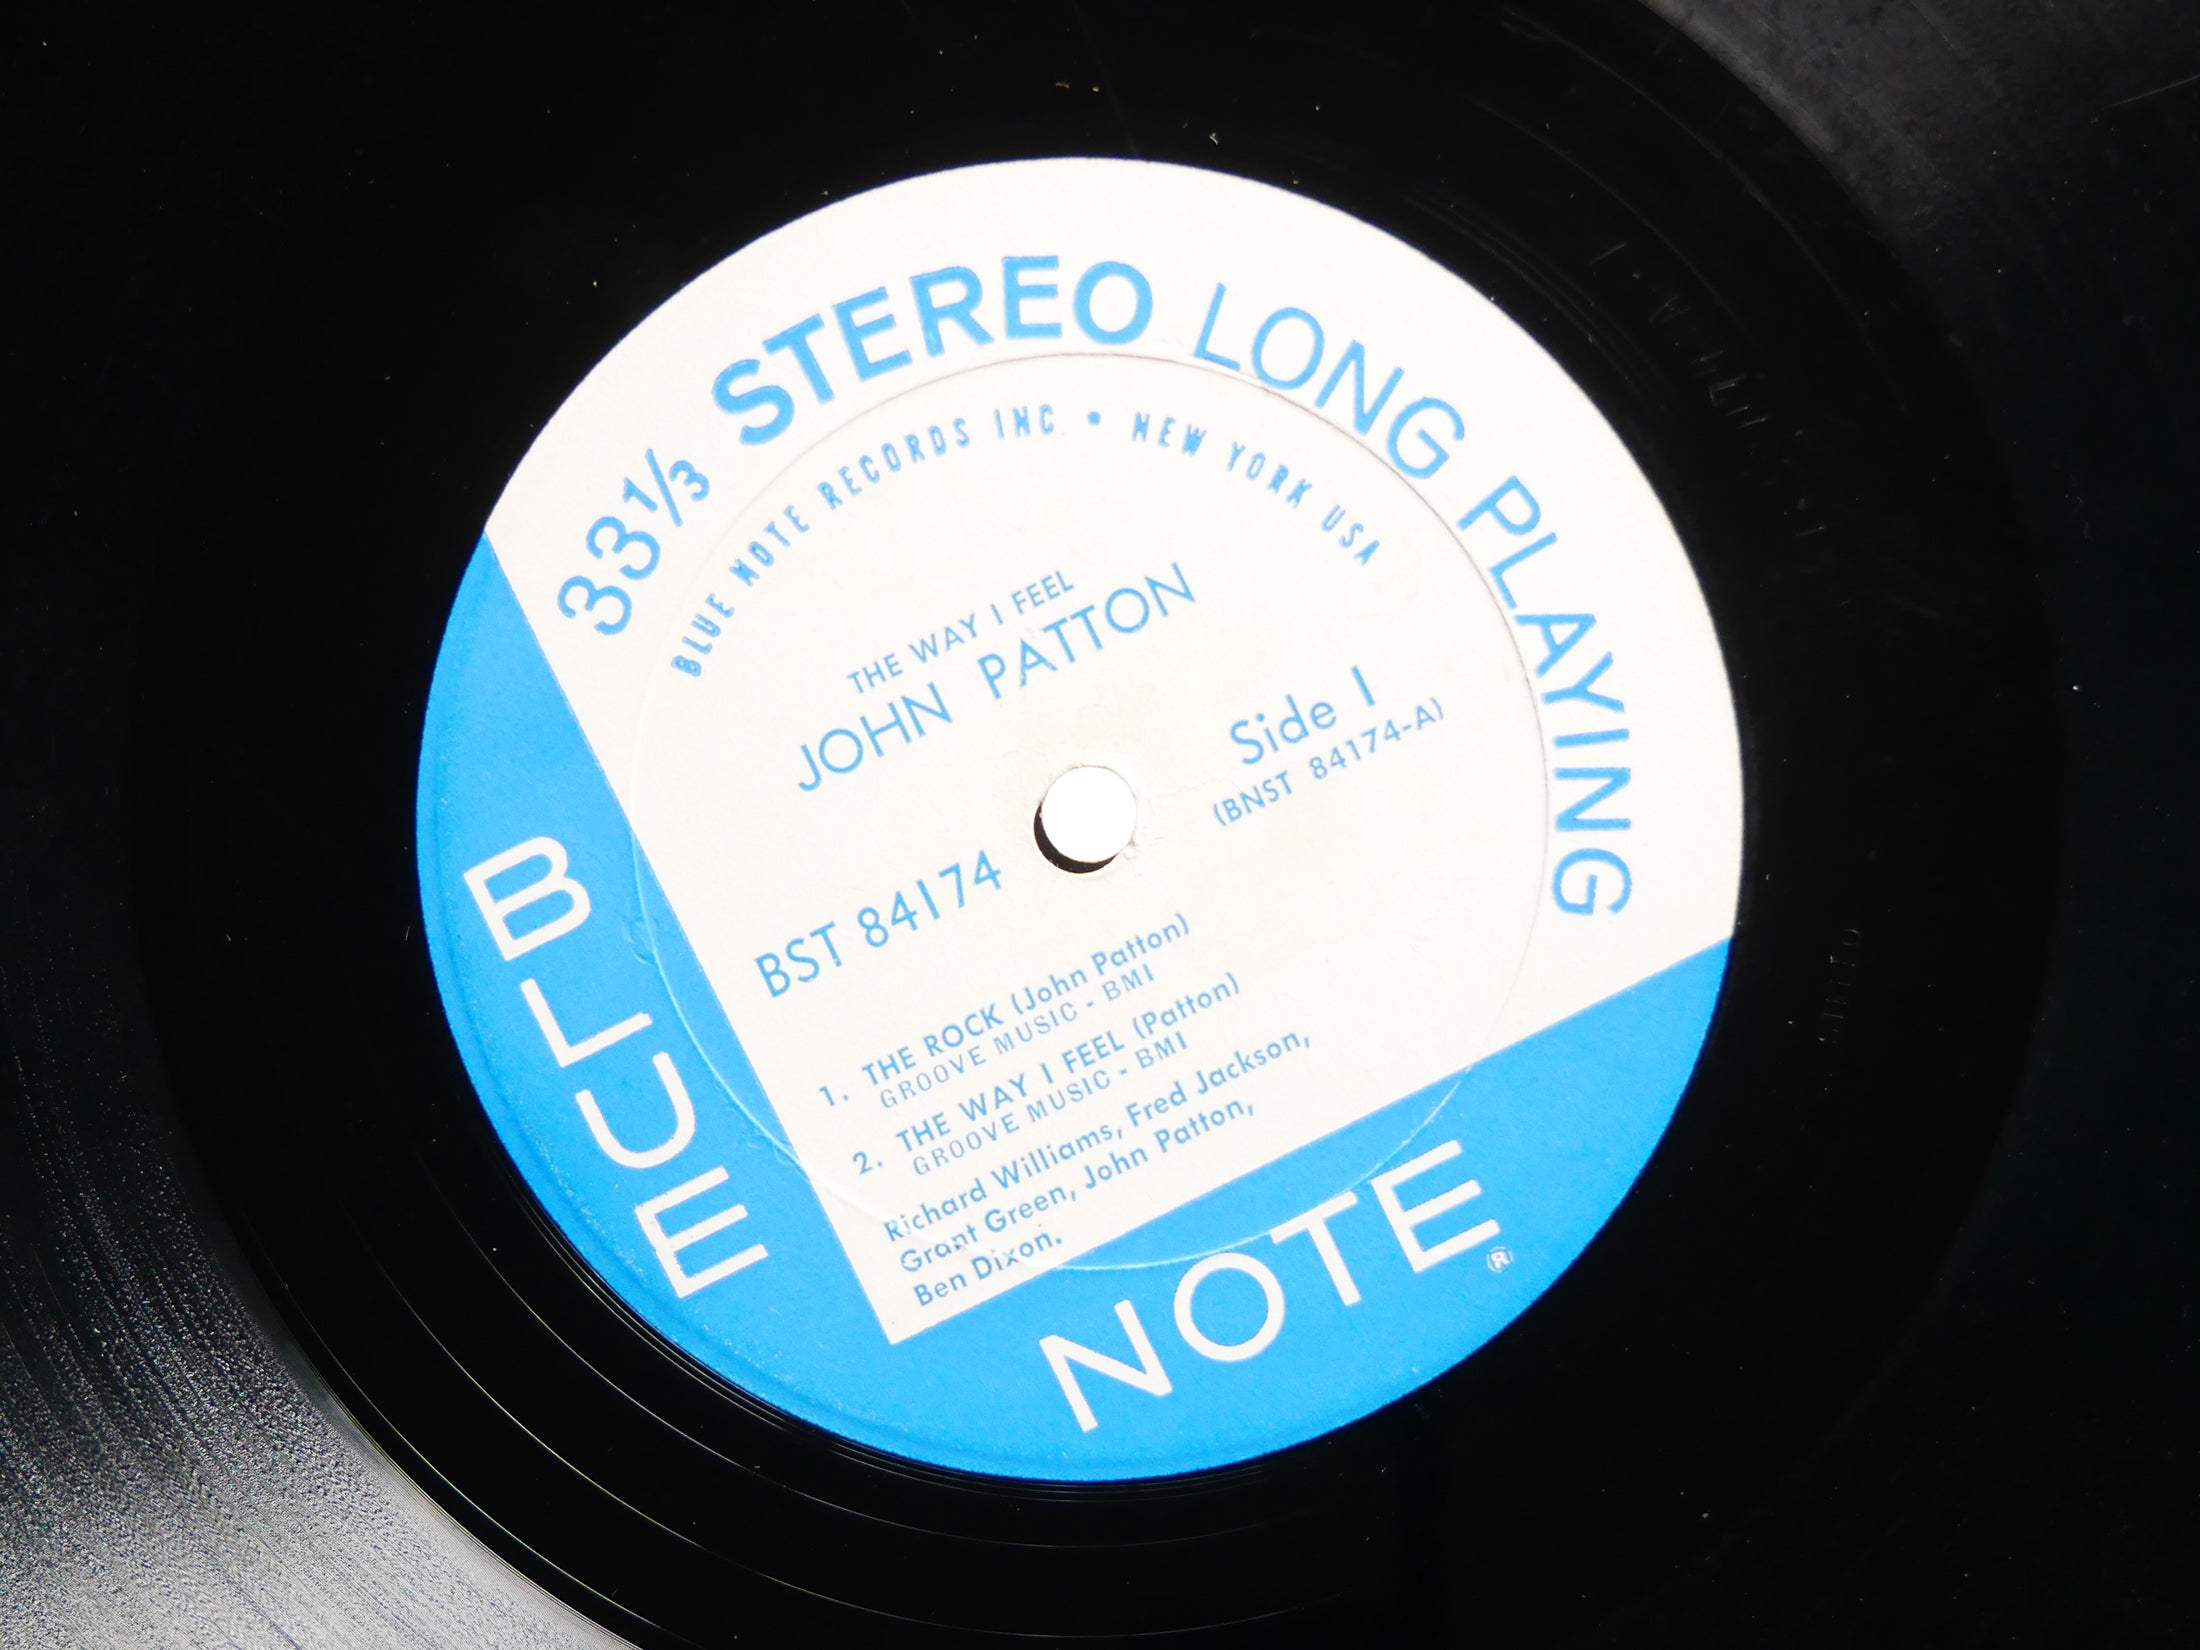 33 1/3 STEREO LONG PLAYING
BLUE NOTE RECORDS INC • NEW YORK USA
THE WAY I FEEL
JOHN PATTON
Side 1
(BNST 84174-A)
BST 84174
1. THE ROCK (John Patton)
GROOVE MUSIC - BMI
2. THE WAY I FEEL (Patton)
GROOVE MUSIC - BMI
Richard Williams, Fred Jackson,
Grant Green, John Patton,
Ben Dixon.
BLUE
NOTE®